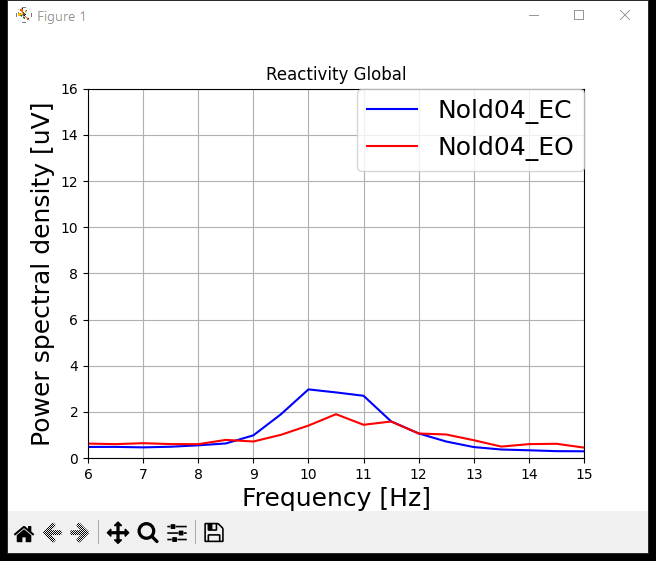 Figure 1
Reactivity Global
Nold04_EC
Nold04_EO
Power spectral density [uV]
16
14
12
10
8
6
4
2
0
6 7 8 9 10 11 12 13 14 15
Frequency [Hz]